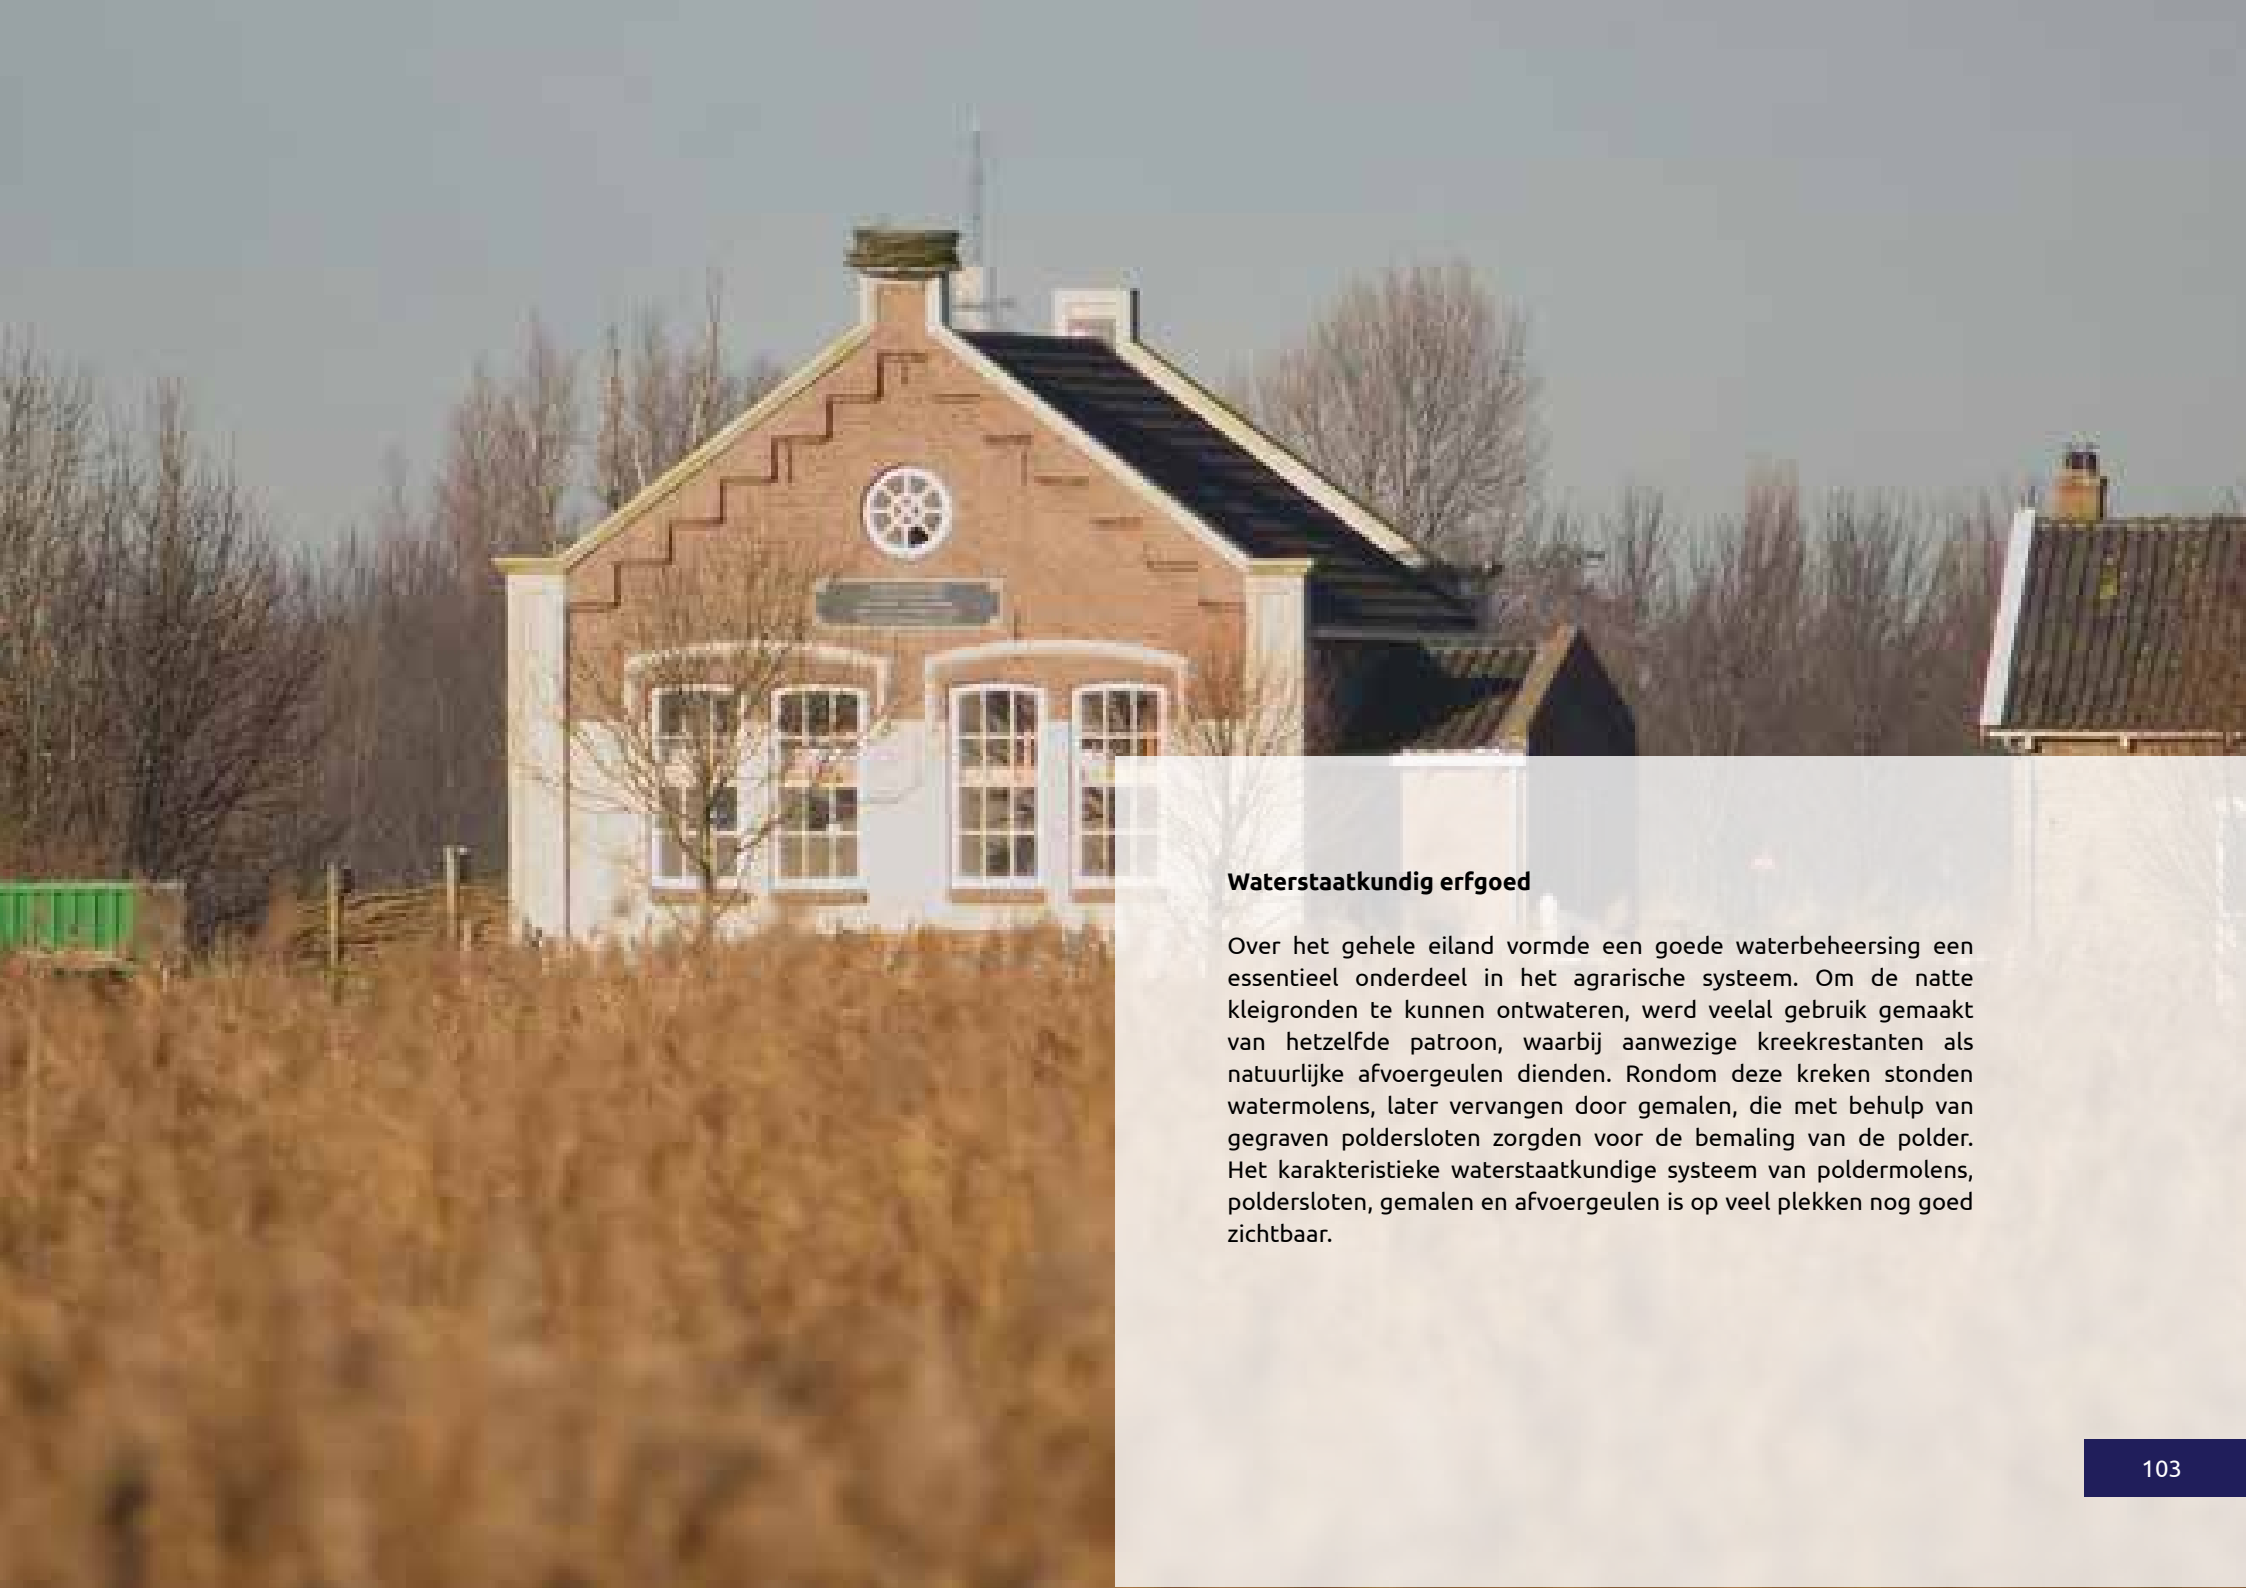 Waterstaatkundig erfgoed
Over het gehele eiland vormde een goede waterbeheersing een
essentieel onderdeel in het agrarische systeem. Om de natte
kleigronden te kunnen ontwateren, werd veelal gebruik gemaakt
van hetzelfde patroon, waarbij aanwezige kreekrestanten als
natuurlijke afvoergeulen dienden. Rondom deze kreken stonden
watermolens, later vervangen door gemalen, die met behulp van
gegraven poldersloten zorgden voor de bemaling van de polder.
Het karakteristieke waterstaatkundige systeem van poldermolens,
poldersloten, gemalen en afvoergeulen is op veel plekken nog goed
zichtbaar.
103